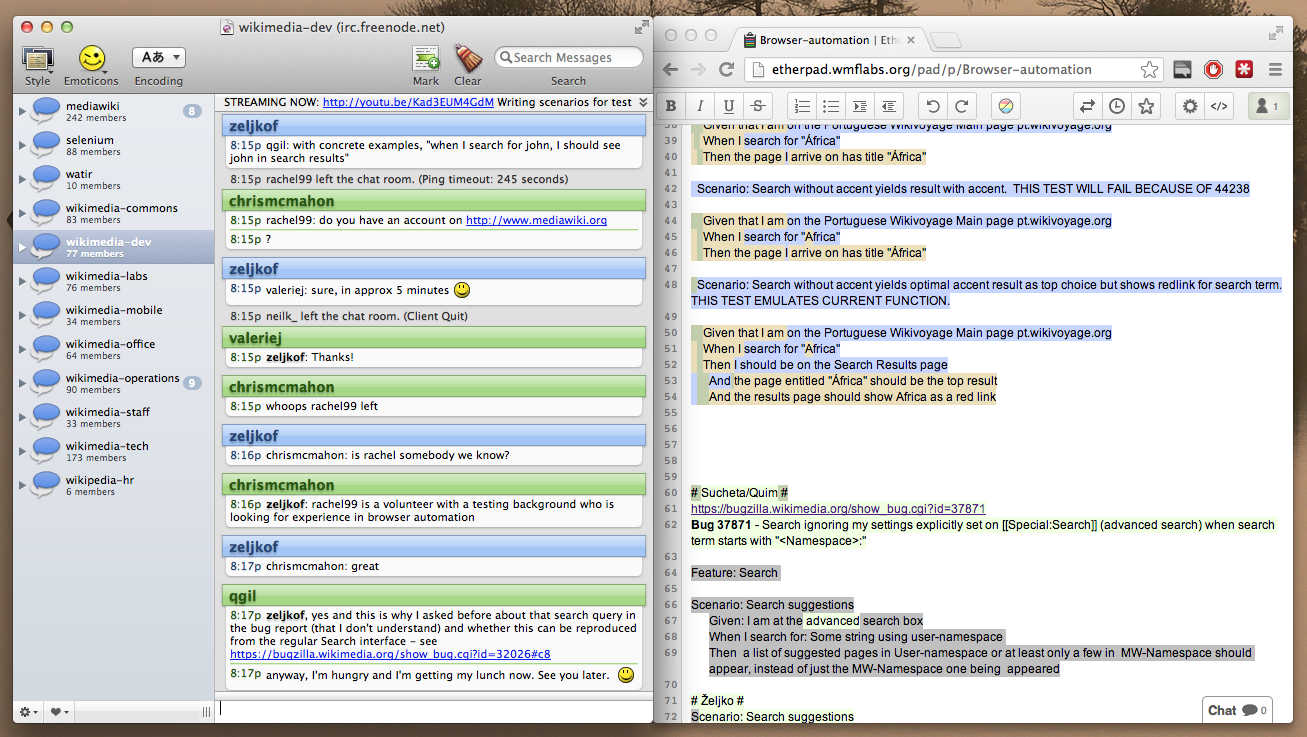 wikimedia-dev (irc.freenode.net)
Style
Emoticons
Aあ
Encoding
Mark
Clear
Search Messages
Search
mediawiki
242 members
8
selenium
88 members
watir
10 members
wikimedia-commons
83 members
wikimedia-dev
77 members
wikimedia-labs
76 members
wikimedia-mobile
34 members
wikimedia-office
64 members
wikimedia-operations
90 members
9
wikimedia-staff
33 members
wikimedia-tech
173 members
wikipedia-hr
6 members
STREAMING NOW: http://youtu.be/Kad3EUM4GdM Writing scenarios for test
zeljkof
8:15p qgil: with concrete examples, "when I search for john, I should see
john in search results"
8:15p rachel99 left the chat room. (Ping timeout: 245 seconds)
chrismcmahon
8:15p rachel99: do you have an account on http://www.mediawiki.org
8:15p ?
zeljkof
8:15p valeriej: sure, in approx 5 minutes
8:15p neilk_ left the chat room. (Client Quit)
valeriej
8:15p zeljkof: Thanks!
chrismcmahon
8:15p whoops rachel99 left
zeljkof
8:16p chrismcmahon: is rachel somebody we know?
chrismcmahon
8:16p zeljkof: rachel99 is a volunteer with a testing background who is
looking for experience in browser automation
zeljkof
8:17p chrismcmahon: great
qgil
8:17p zeljkof, yes and this is why I asked before about that search query in
the bug report (that I don't understand) and whether this can be reproduced
from the regular Search interface - see
https://bugzilla.wikimedia.org/show_bug.cgi?id=32026#c8
8:17p anyway, I'm hungry and I'm getting my lunch now. See you later.
Browser-automation | Eth
etherpad.wmflabs.org/pad/p/Browser-automation
B I U S
</>
1
38 Given that I am on the Portuguese Wikivoyage Main page pt.wikivoyage.org
39 When I search for "África"
40 Then the page I arrive on has title "África"
41
42 Scenario: Search without accent yields result with accent. THIS TEST WILL FAIL BECAUSE OF 44238
43
44 Given that I am on the Portuguese Wikivoyage Main page pt.wikivoyage.org
45 When I search for "Africa"
46 Then the page I arrive on has title "África"
47
48 Scenario: Search without accent yields optimal accent result as top choice but shows redlink for search term.
THIS TEST EMULATES CURRENT FUNCTION.
49
50 Given that I am on the Portuguese Wikivoyage Main page pt.wikivoyage.org
51 When I search for "Africa"
52 Then I should be on the Search Results page
53 And the page entitled "África" should be the top result
54 And the results page should show Africa as a red link
55
56
57
58
59
60 # Sucheta/Quim #
61 https://bugzilla.wikimedia.org/show_bug.cgi?id=37871
62 Bug 37871 - Search ignoring my settings explicitly set on [[Special:Search]] (advanced search) when search
term starts with "<Namespace>:"
63
64 Feature: Search
65
66 Scenario: Search suggestions
67 Given: I am at the advanced search box
68 When I search for: Some string using user-namespace
69 Then a list of suggested pages in User-namespace or at least only a few in MW-Namespace should
appear, instead of just the MW-Namespace one being appeared
70
71 # Željko #
72 Scenario: Search suggestions
Chat 0